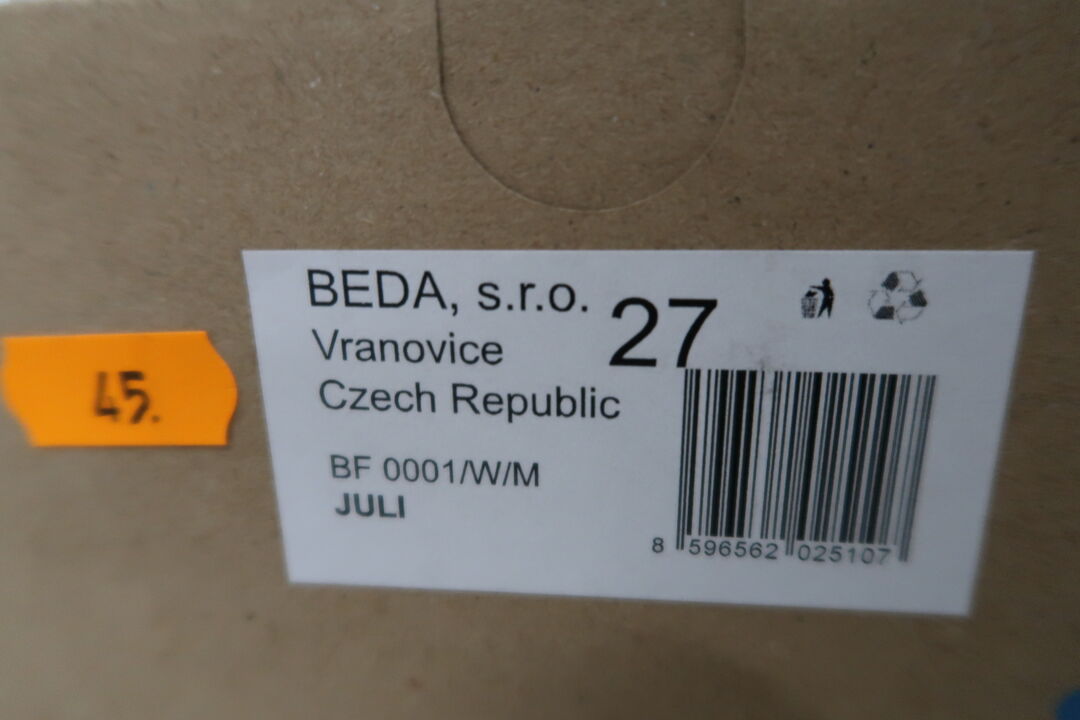 BEDA, s.r.o.
27
Vranovice
Czech Republic
BF 0001/W/M
JULI
8 596562 025107
45.